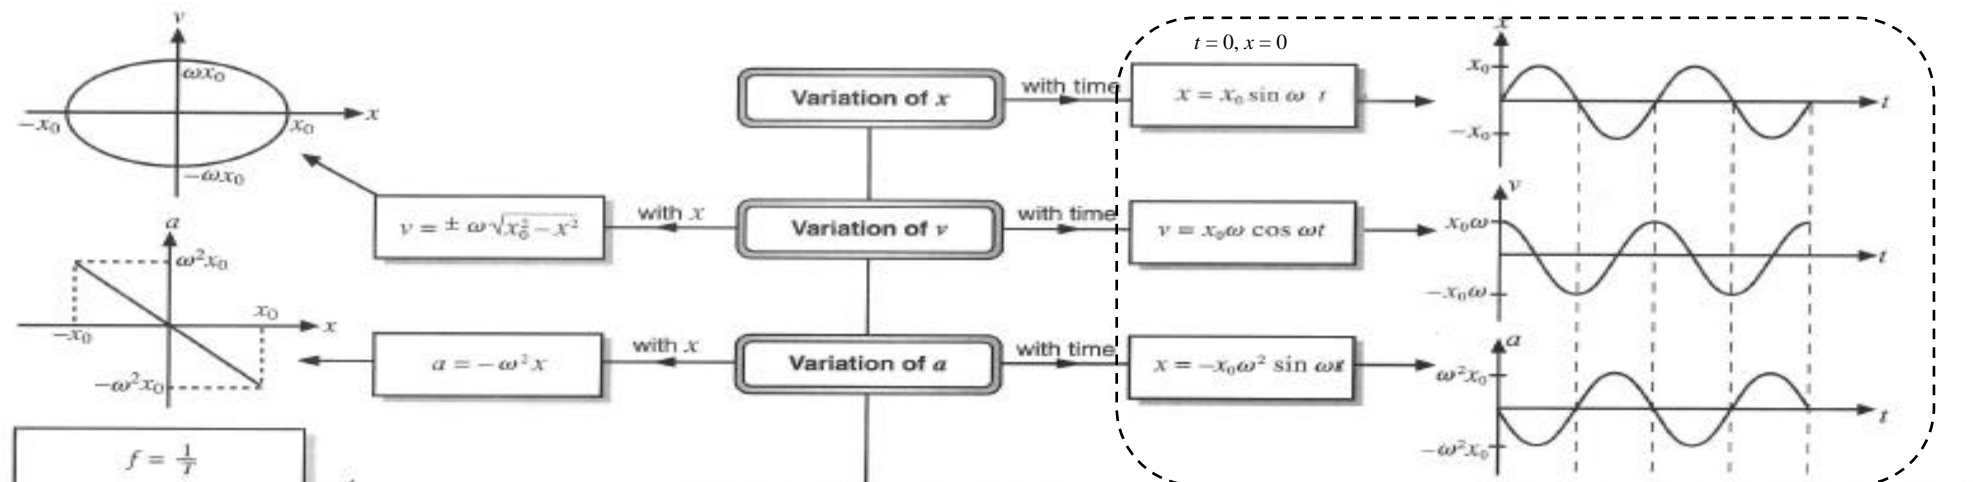 v
ωx₀
−x₀
x₀
x
−ωx₀
a
ω²x₀
x₀
−x₀
x
−ω²x₀
f = 1/T
v = ± ω√(x₀² − x²)
with x
a = −ω²x
with x
Variation of x
with time
Variation of v
with time
Variation of a
with time
t = 0, x = 0
x = x₀ sin ω t
v = x₀ω cos ωt
x = −x₀ω² sin ωt
x
x₀
−x₀
t
v
x₀ω
−x₀ω
t
a
ω²x₀
−ω²x₀
t